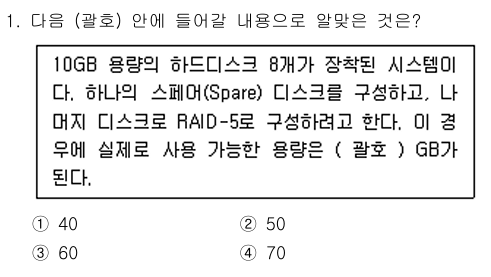 1. 다음 (괄호) 안에 들어갈 내용으로 알맞은 것은?
10GB 용량의 하드디스크 8개가 장착된 시스템이
다. 하나의 스페어(Spare) 디스크를 구성하고, 나
머지 디스크로 RAID-5로 구성하려고 한다. 이 경
우에 실제로 사용 가능한 용량은 ( 괄호 ) GB가
된다.
① 40 ② 50
③ 60 ④ 70